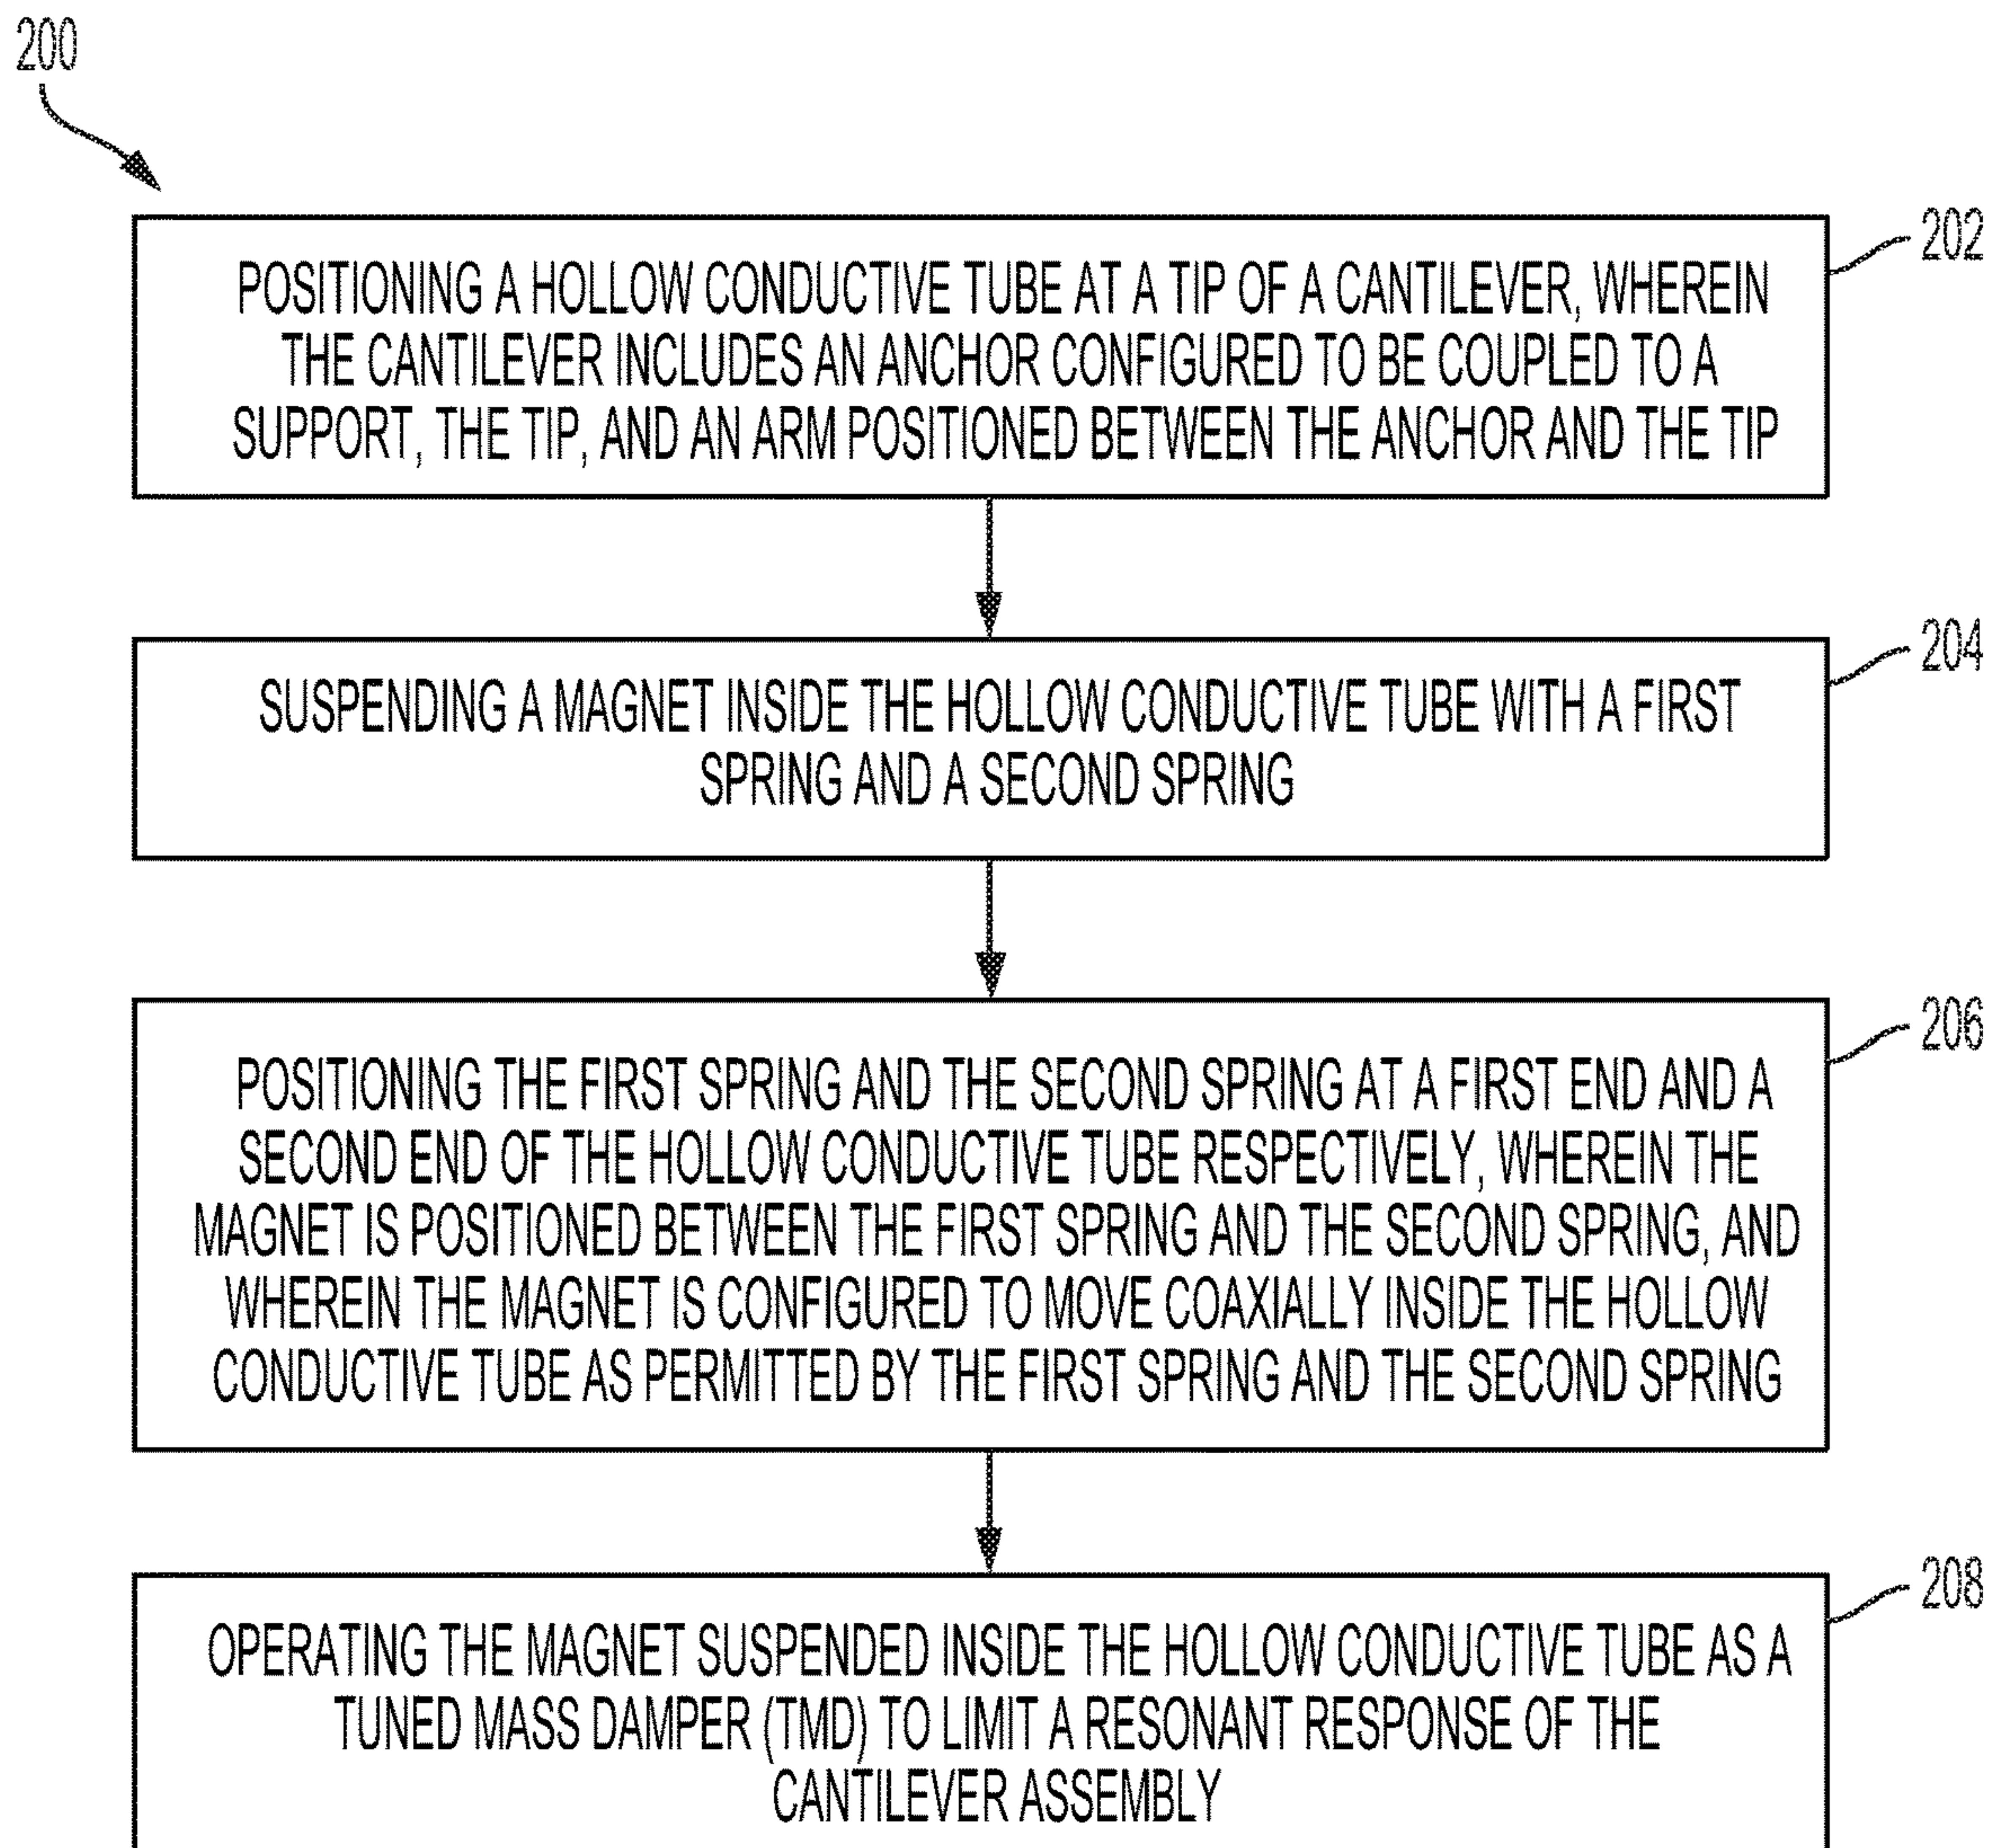 200
202
POSITIONING A HOLLOW CONDUCTIVE TUBE AT A TIP OF A CANTILEVER, WHEREIN
THE CANTILEVER INCLUDES AN ANCHOR CONFIGURED TO BE COUPLED TO A
SUPPORT, THE TIP, AND AN ARM POSITIONED BETWEEN THE ANCHOR AND THE TIP
204
SUSPENDING A MAGNET INSIDE THE HOLLOW CONDUCTIVE TUBE WITH A FIRST
SPRING AND A SECOND SPRING
206
POSITIONING THE FIRST SPRING AND THE SECOND SPRING AT A FIRST END AND A
SECOND END OF THE HOLLOW CONDUCTIVE TUBE RESPECTIVELY, WHEREIN THE
MAGNET IS POSITIONED BETWEEN THE FIRST SPRING AND THE SECOND SPRING, AND
WHEREIN THE MAGNET IS CONFIGURED TO MOVE COAXIALLY INSIDE THE HOLLOW
CONDUCTIVE TUBE AS PERMITTED BY THE FIRST SPRING AND THE SECOND SPRING
208
OPERATING THE MAGNET SUSPENDED INSIDE THE HOLLOW CONDUCTIVE TUBE AS A
TUNED MASS DAMPER (TMD) TO LIMIT A RESONANT RESPONSE OF THE
CANTILEVER ASSEMBLY